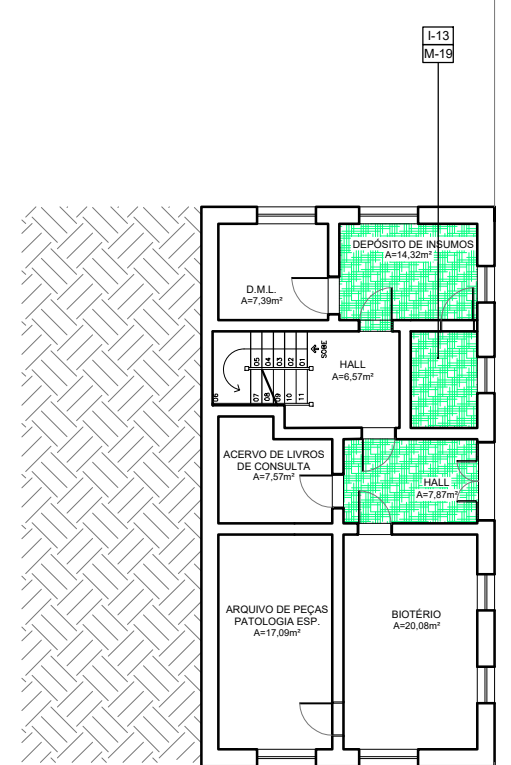 I-13
M-19
DEPÓSITO DE INSUMOS
A=14,32m²
D.M.L.
A=7,39m²
SOBE
05 04 03 02 01
06
07 08 09 10 11
HALL
A=6,57m²
ACERVO DE LIVROS
DE CONSULTA
A=7,57m²
HALL
A=7,87m²
ARQUIVO DE PEÇAS
PATOLOGIA ESP.
A=17,09m²
BIOTÉRIO
A=20,08m²